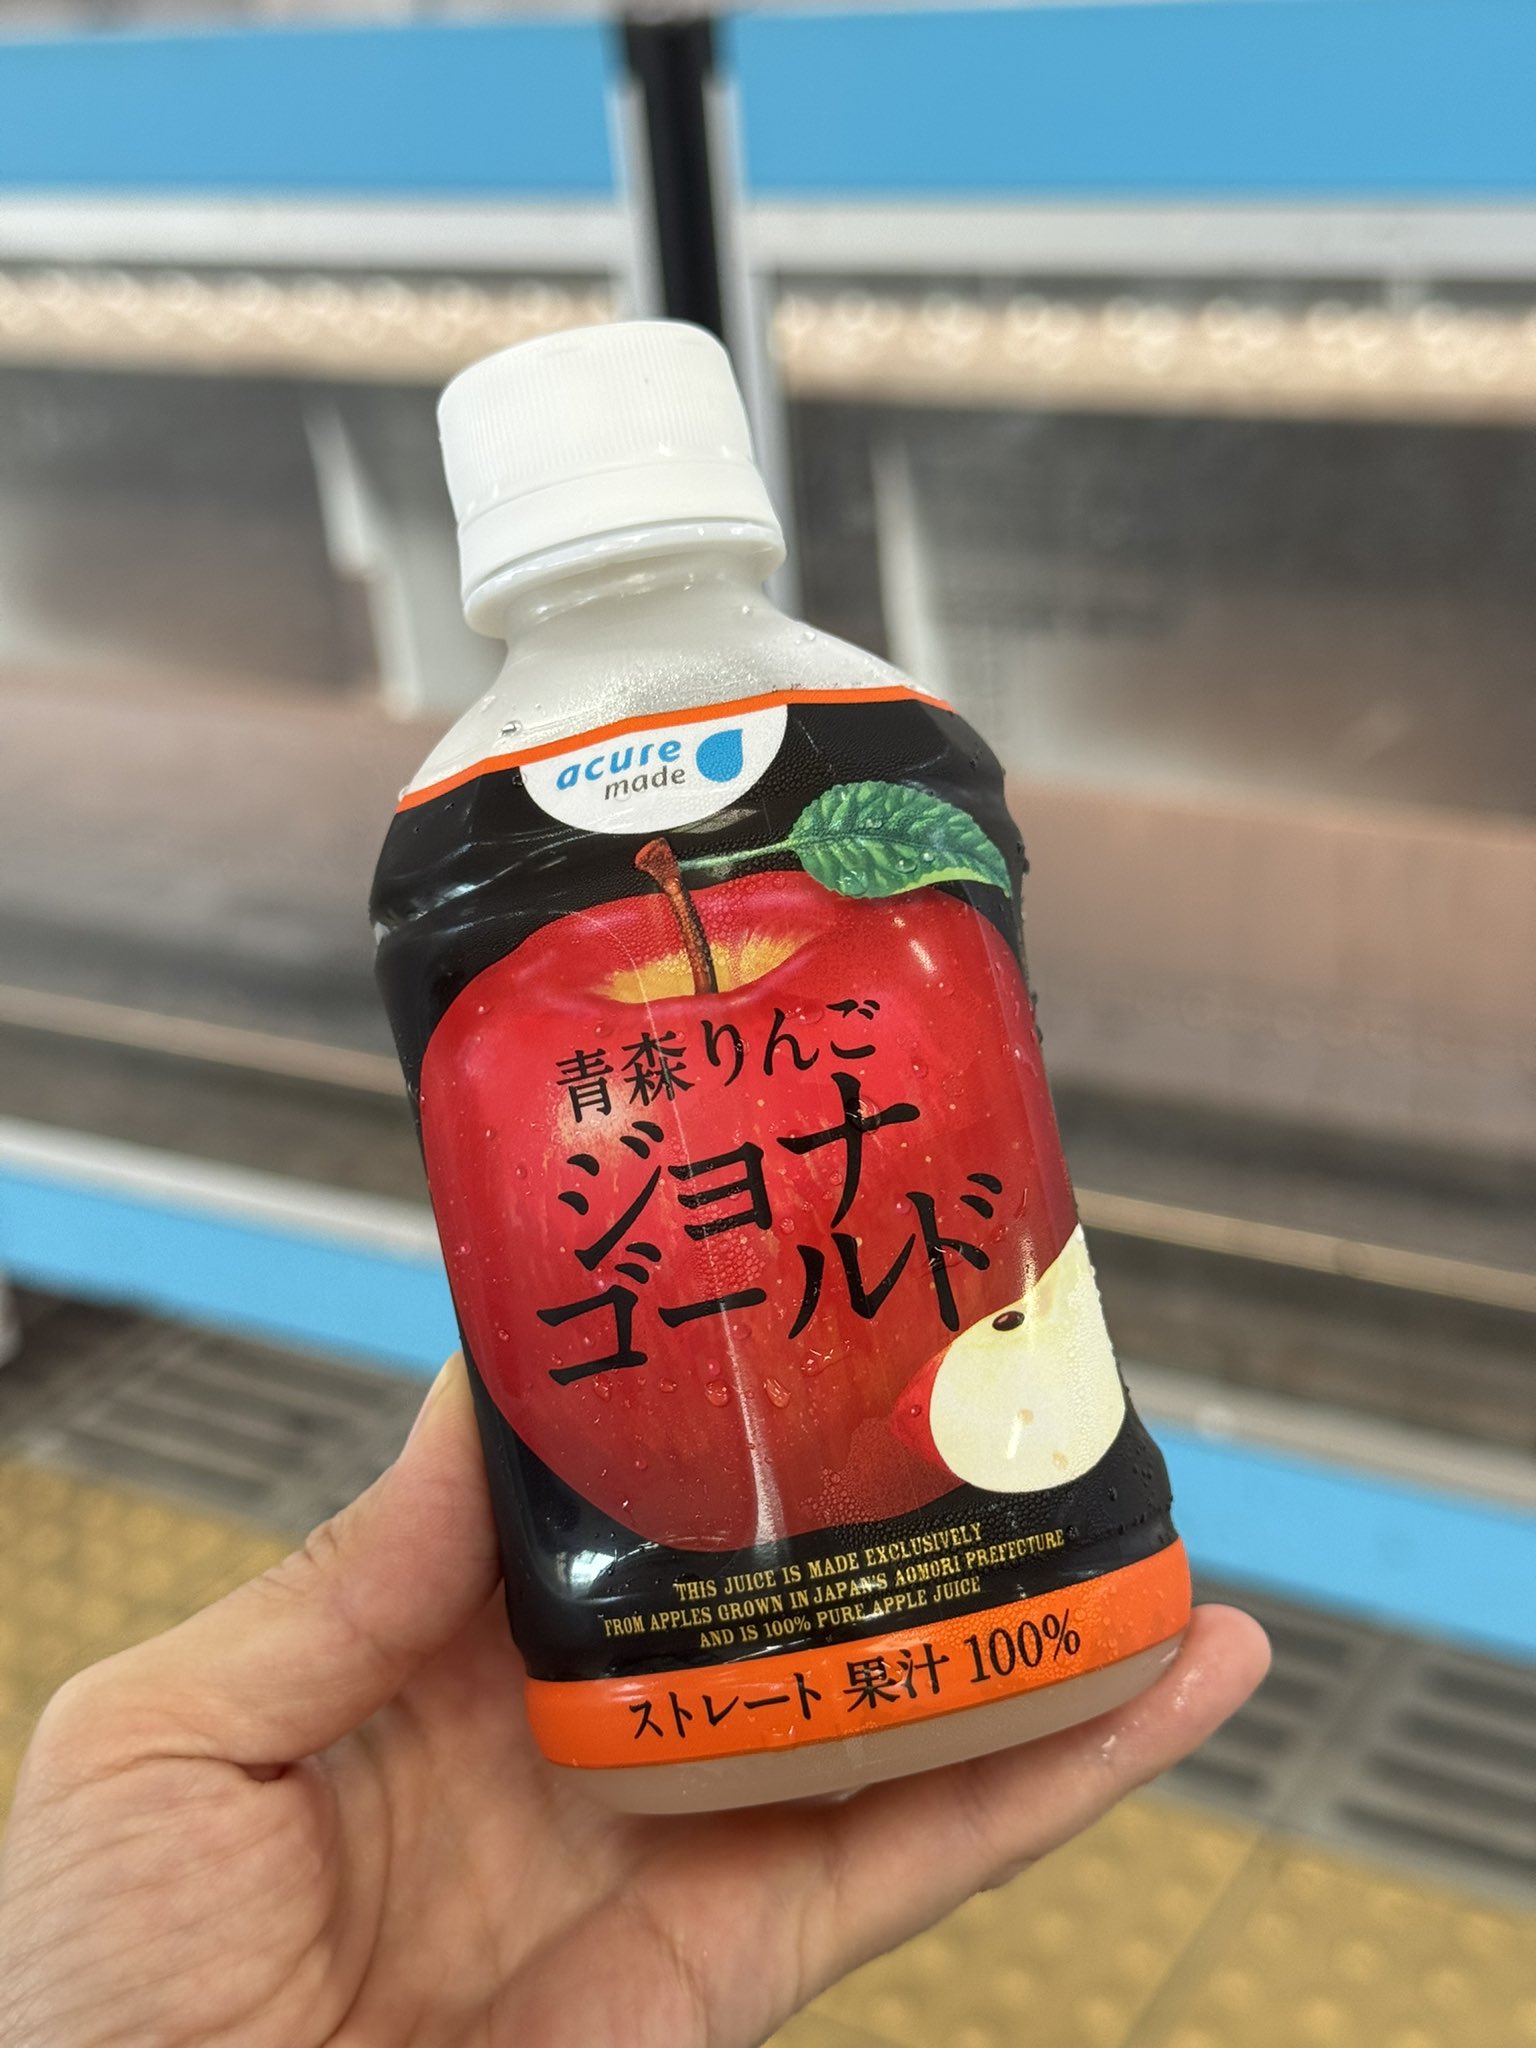 acure
made
青森りんご
ジョナ
ゴールド
THIS JUICE IS MADE EXCLUSIVELY
FROM APPLES GROWN IN JAPAN'S AOMORI PREFECTURE
AND IS 100% PURE APPLE JUICE
ストレート 果汁 100%